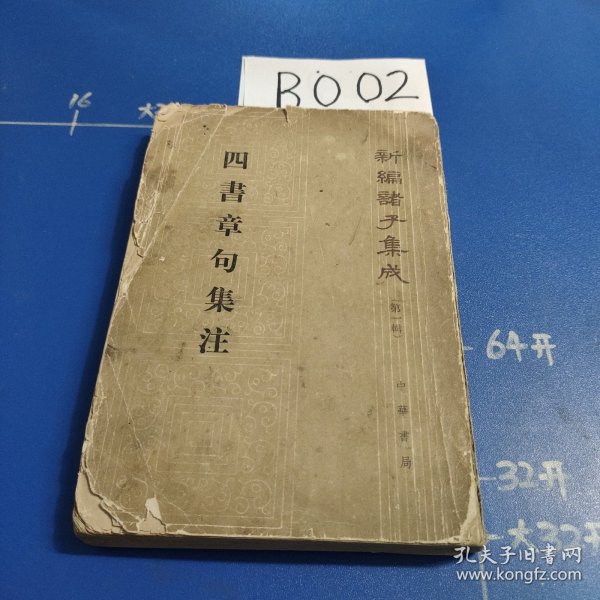 B002
16
大32
新編諸子集成
(第一輯)
中華書局
四書章句集注
64开
32开
大32开
孔夫子旧书网
www.kongfz.com